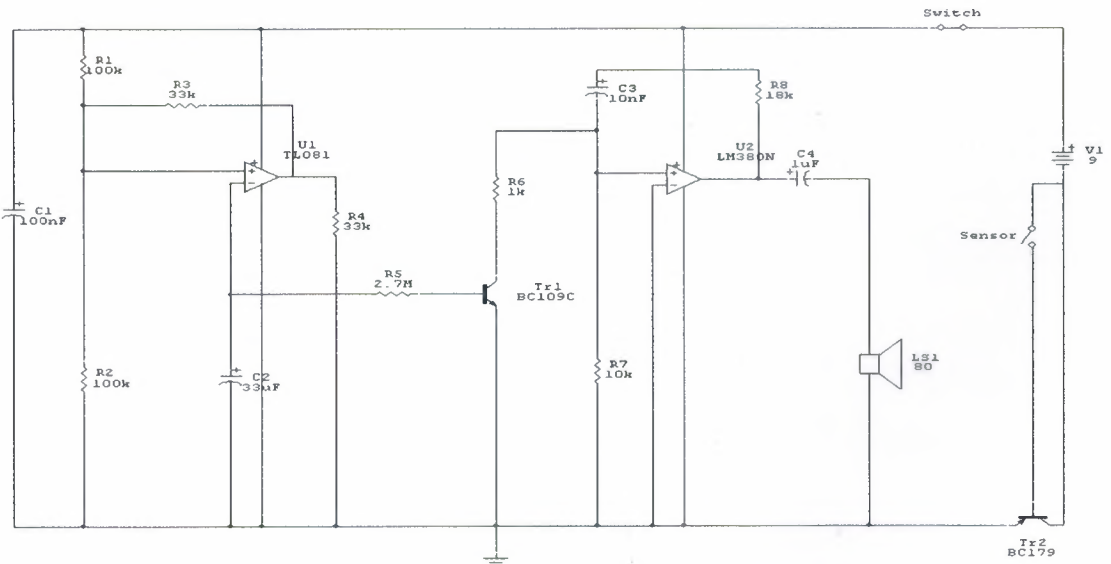 Switch
R1
100k
R3
33k
C3
10nF
R8
18k
U1
TL081
U2
LM380N
C4
1uF
V1
9
R6
1k
C1
100nF
R4
33k
Sensor
R5
2.7M
Tr1
BC109C
R2
100k
C2
33uF
R7
10k
LS1
80
Tr2
BC179